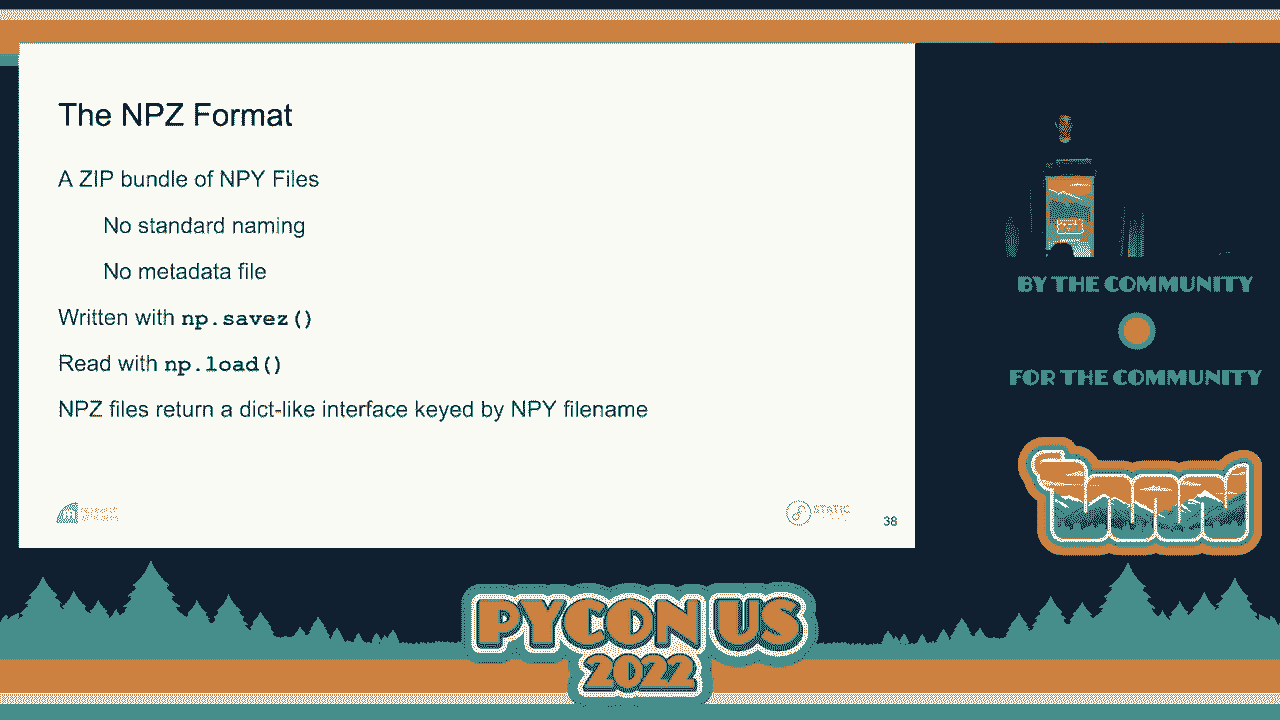 The NPZ Format
A ZIP bundle of NPY Files
No standard naming
No metadata file
Written with np.savez()
Read with np.load()
NPZ files return a dict-like interface keyed by NPY filename
STATIC
38
BY THE COMMUNITY
FOR THE COMMUNITY
PYCON US
2022